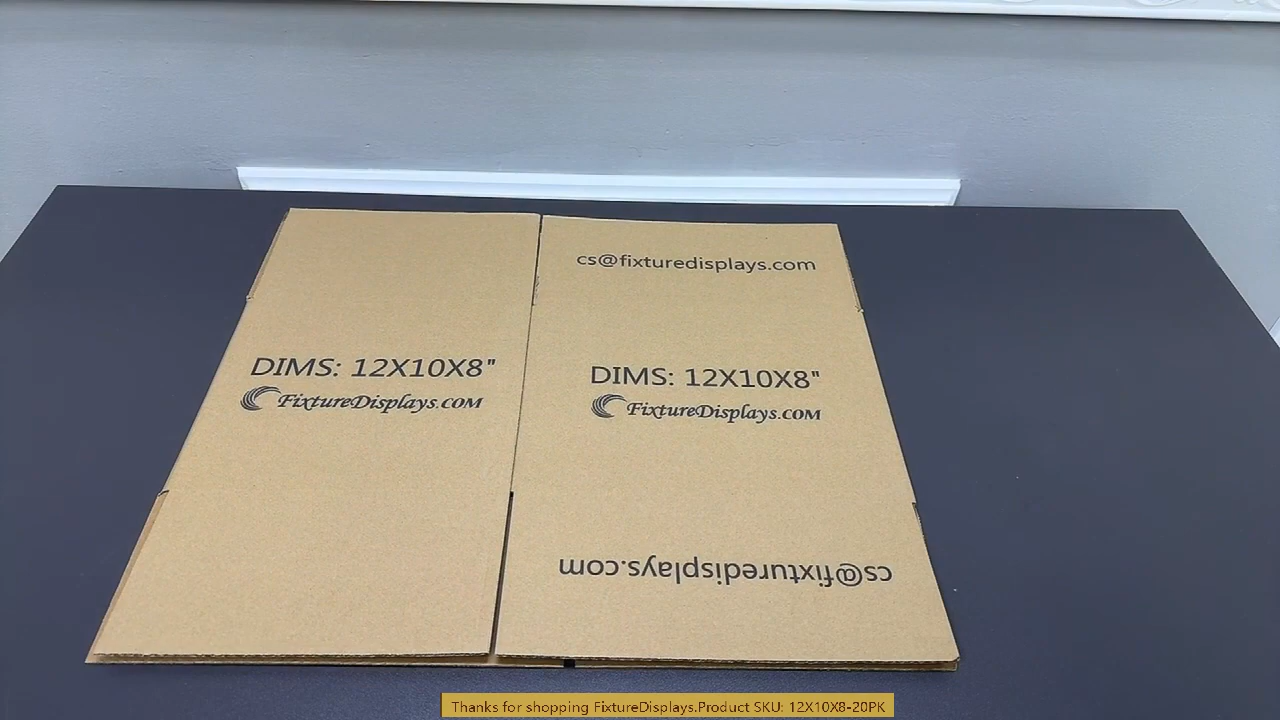 cs@fixturedisplays.com
DIMS: 12X10X8"
FixtureDisplays.com
DIMS: 12X10X8"
FixtureDisplays.com
cs@fixturedisplays.com
Thanks for shopping FixtureDisplays.Product SKU: 12X10X8-20PK